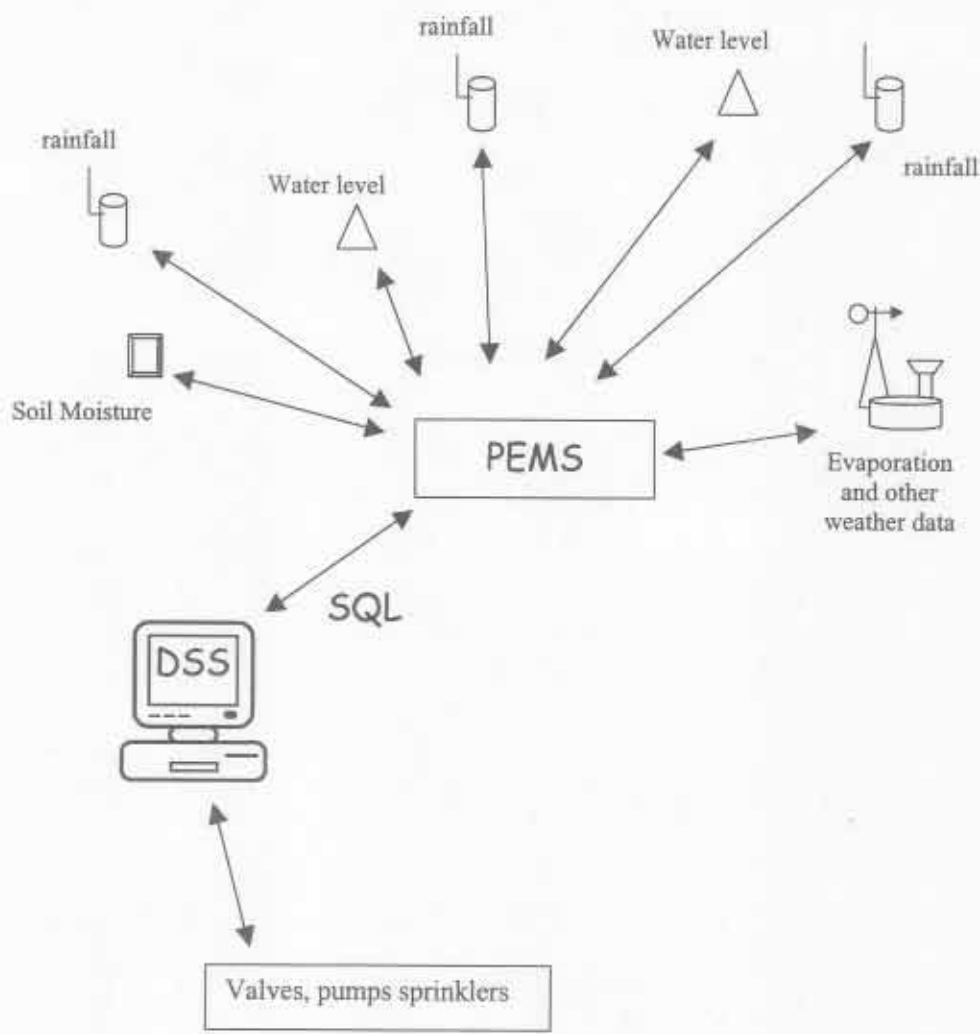 rainfall
Water level
rainfall
rainfall
Water level
Soil Moisture
PEMS
Evaporation
and other
weather data
SQL
DSS
Valves, pumps sprinklers